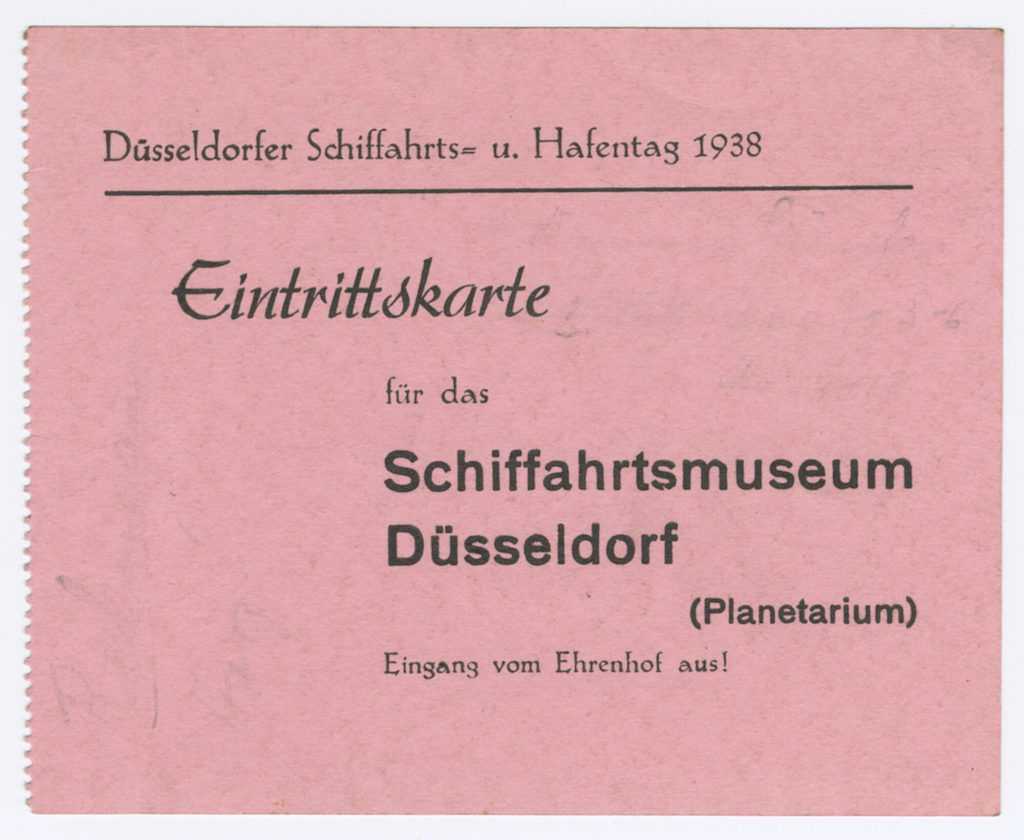 Düsseldorfer Schiffahrts= u. Hafentag 1938
Eintrittskarte
für das
Schiffahrtsmuseum
Düsseldorf
(Planetarium)
Eingang vom Ehrenhof aus!